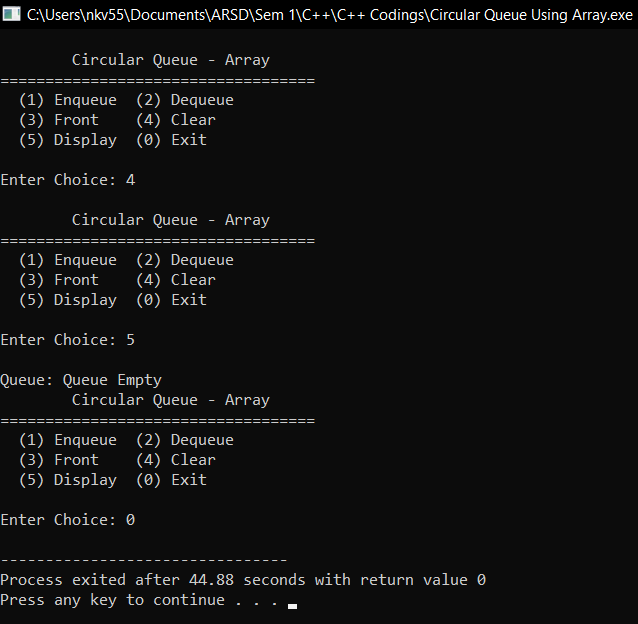 C:\Users\nkv55\Documents\ARSD\Sem 1\C++\C++ Codings\Circular Queue Using Array.exe
        Circular Queue - Array
===================================
  (1) Enqueue  (2) Dequeue
  (3) Front    (4) Clear
  (5) Display  (0) Exit
Enter Choice: 4
        Circular Queue - Array
===================================
  (1) Enqueue  (2) Dequeue
  (3) Front    (4) Clear
  (5) Display  (0) Exit
Enter Choice: 5
Queue: Queue Empty
        Circular Queue - Array
===================================
  (1) Enqueue  (2) Dequeue
  (3) Front    (4) Clear
  (5) Display  (0) Exit
Enter Choice: 0
--------------------------------
Process exited after 44.88 seconds with return value 0
Press any key to continue . . .